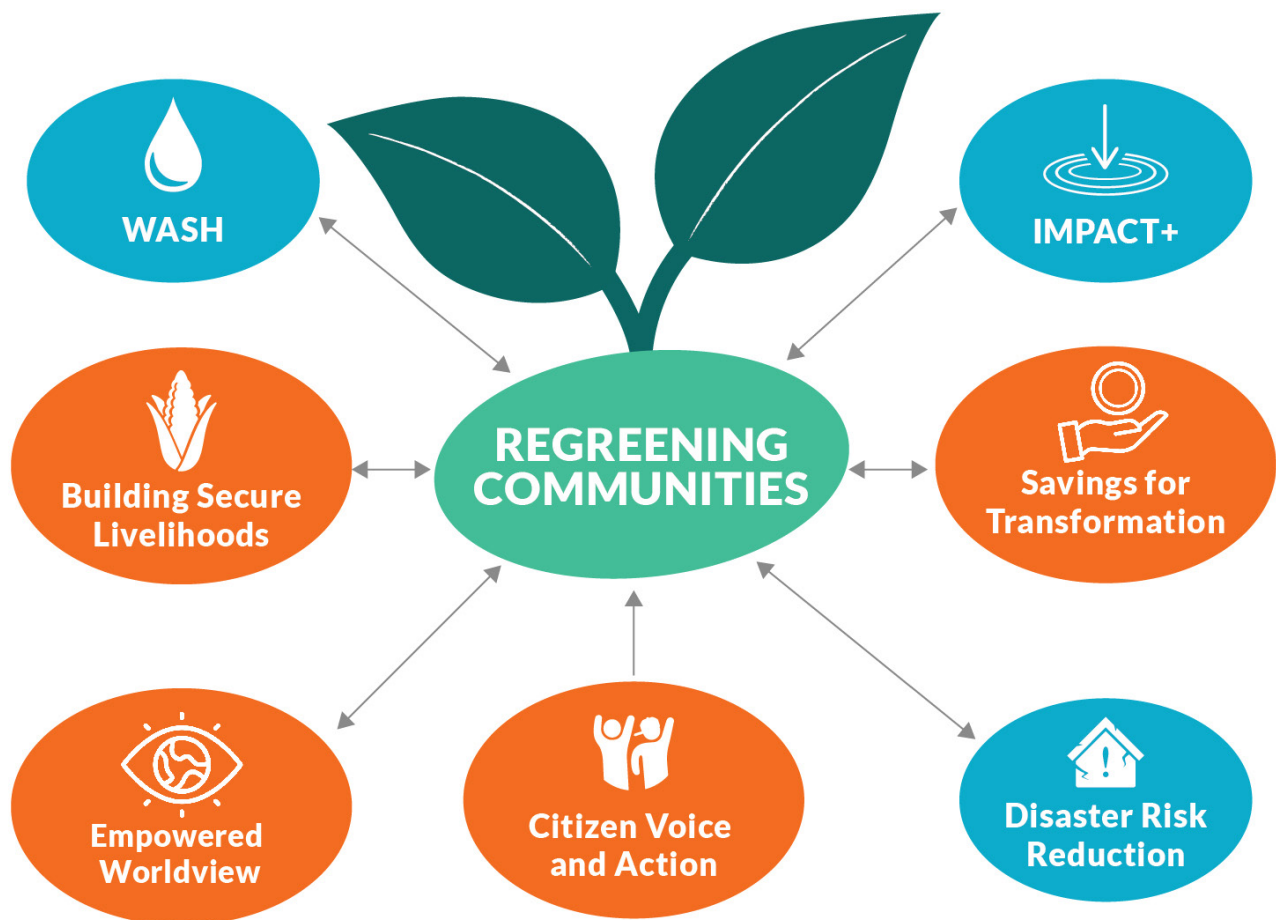 WASH
IMPACT+
REGREENING
COMMUNITIES
Building Secure
Livelihoods
Savings for
Transformation
Empowered
Worldview
Citizen Voice
and Action
Disaster Risk
Reduction